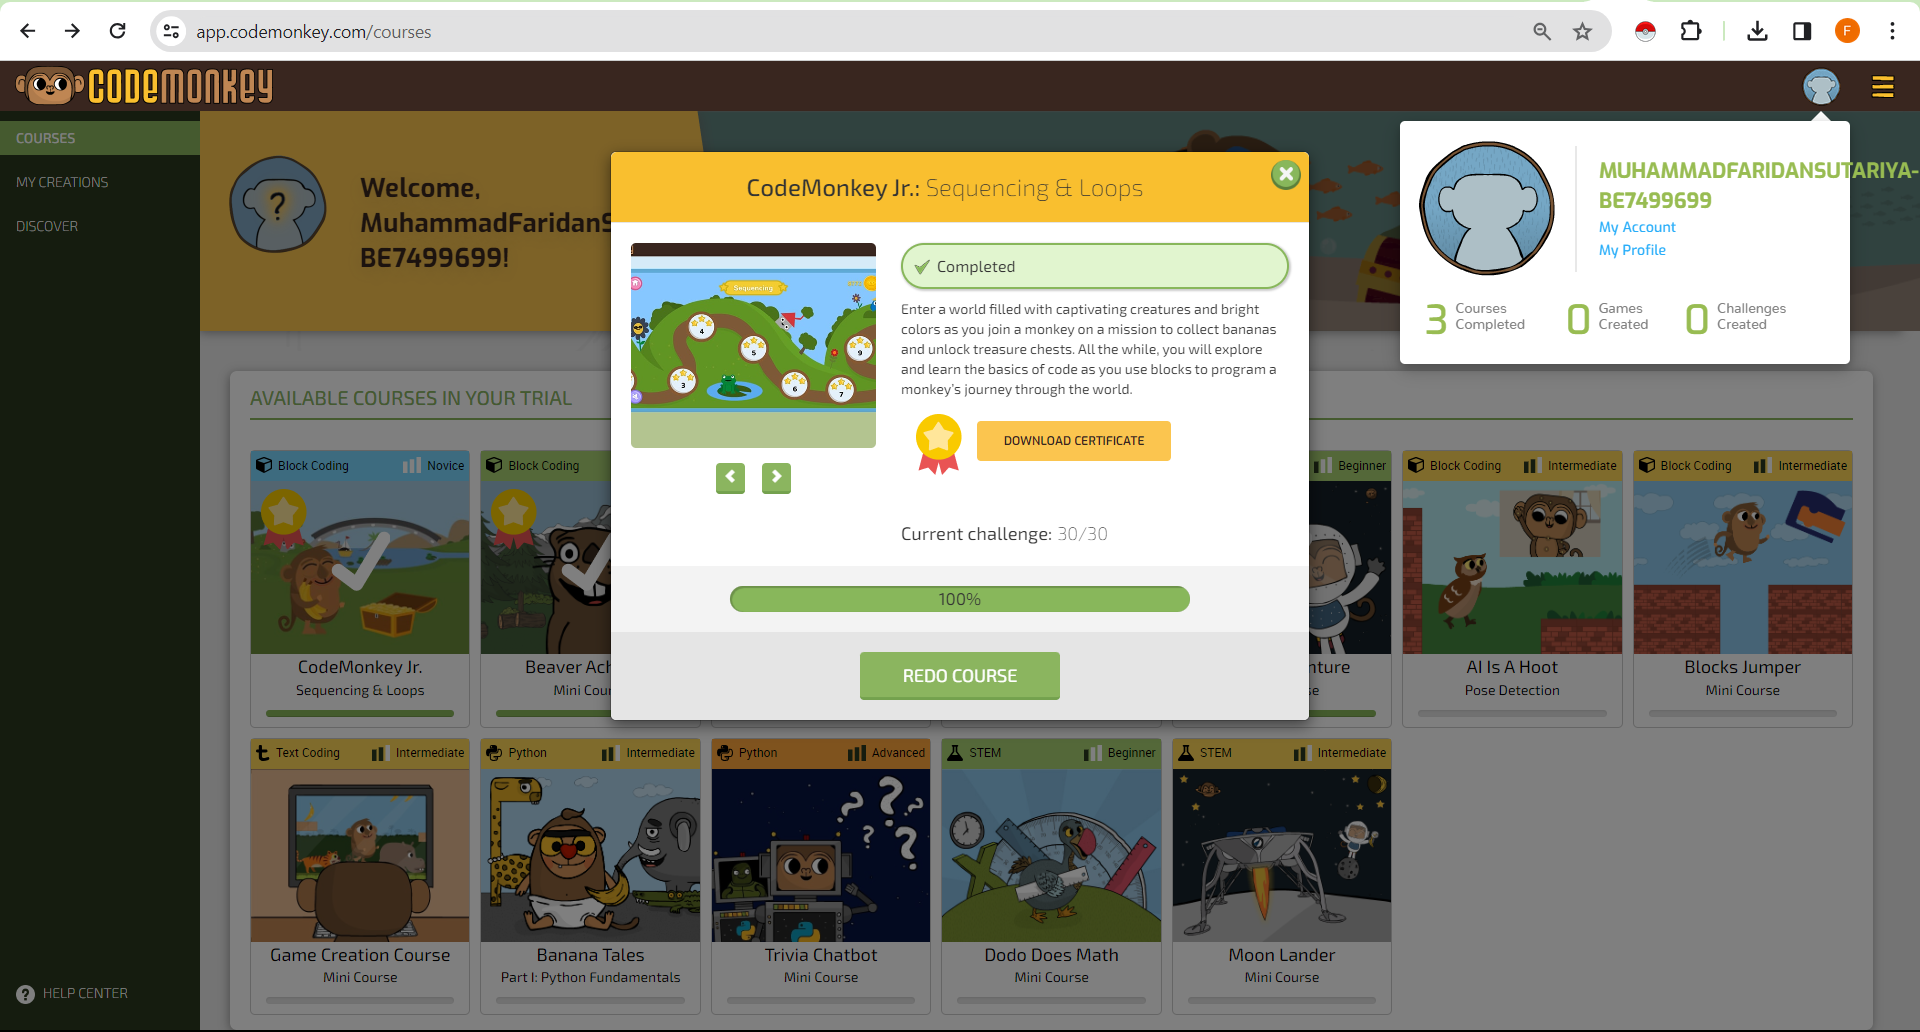 app.codemonkey.com/courses
F
CODEMONKEY
COURSES
MY CREATIONS
DISCOVER
HELP CENTER
?
Welcome,
MuhammadFaridanS
BE7499699!
MUHAMMADFARIDANSUTARIYA-
BE7499699
My Account
My Profile
3 Courses Completed
0 Games Created
0 Challenges Created
AVAILABLE COURSES IN YOUR TRIAL
CodeMonkey Jr.: Sequencing & Loops
Sequencing
4
5
9
3
6
7
Completed
Enter a world filled with captivating creatures and bright
colors as you join a monkey on a mission to collect bananas
and unlock treasure chests. All the while, you will explore
and learn the basics of code as you use blocks to program a
monkey's journey through the world.
DOWNLOAD CERTIFICATE
Current challenge: 30/30
100%
REDO COURSE
Block Coding Novice
CodeMonkey Jr.
Sequencing & Loops
Block Coding
Beaver Ach
Mini Cour
Beginner
nture
se
Block Coding Intermediate
AI Is A Hoot
Pose Detection
Block Coding Intermediate
Blocks Jumper
Mini Course
Text Coding Intermediate
Game Creation Course
Mini Course
Python Intermediate
Banana Tales
Part I: Python Fundamentals
Python Advanced
? ? ? ?
Trivia Chatbot
Mini Course
STEM Beginner
Dodo Does Math
Mini Course
STEM Intermediate
Moon Lander
Mini Course